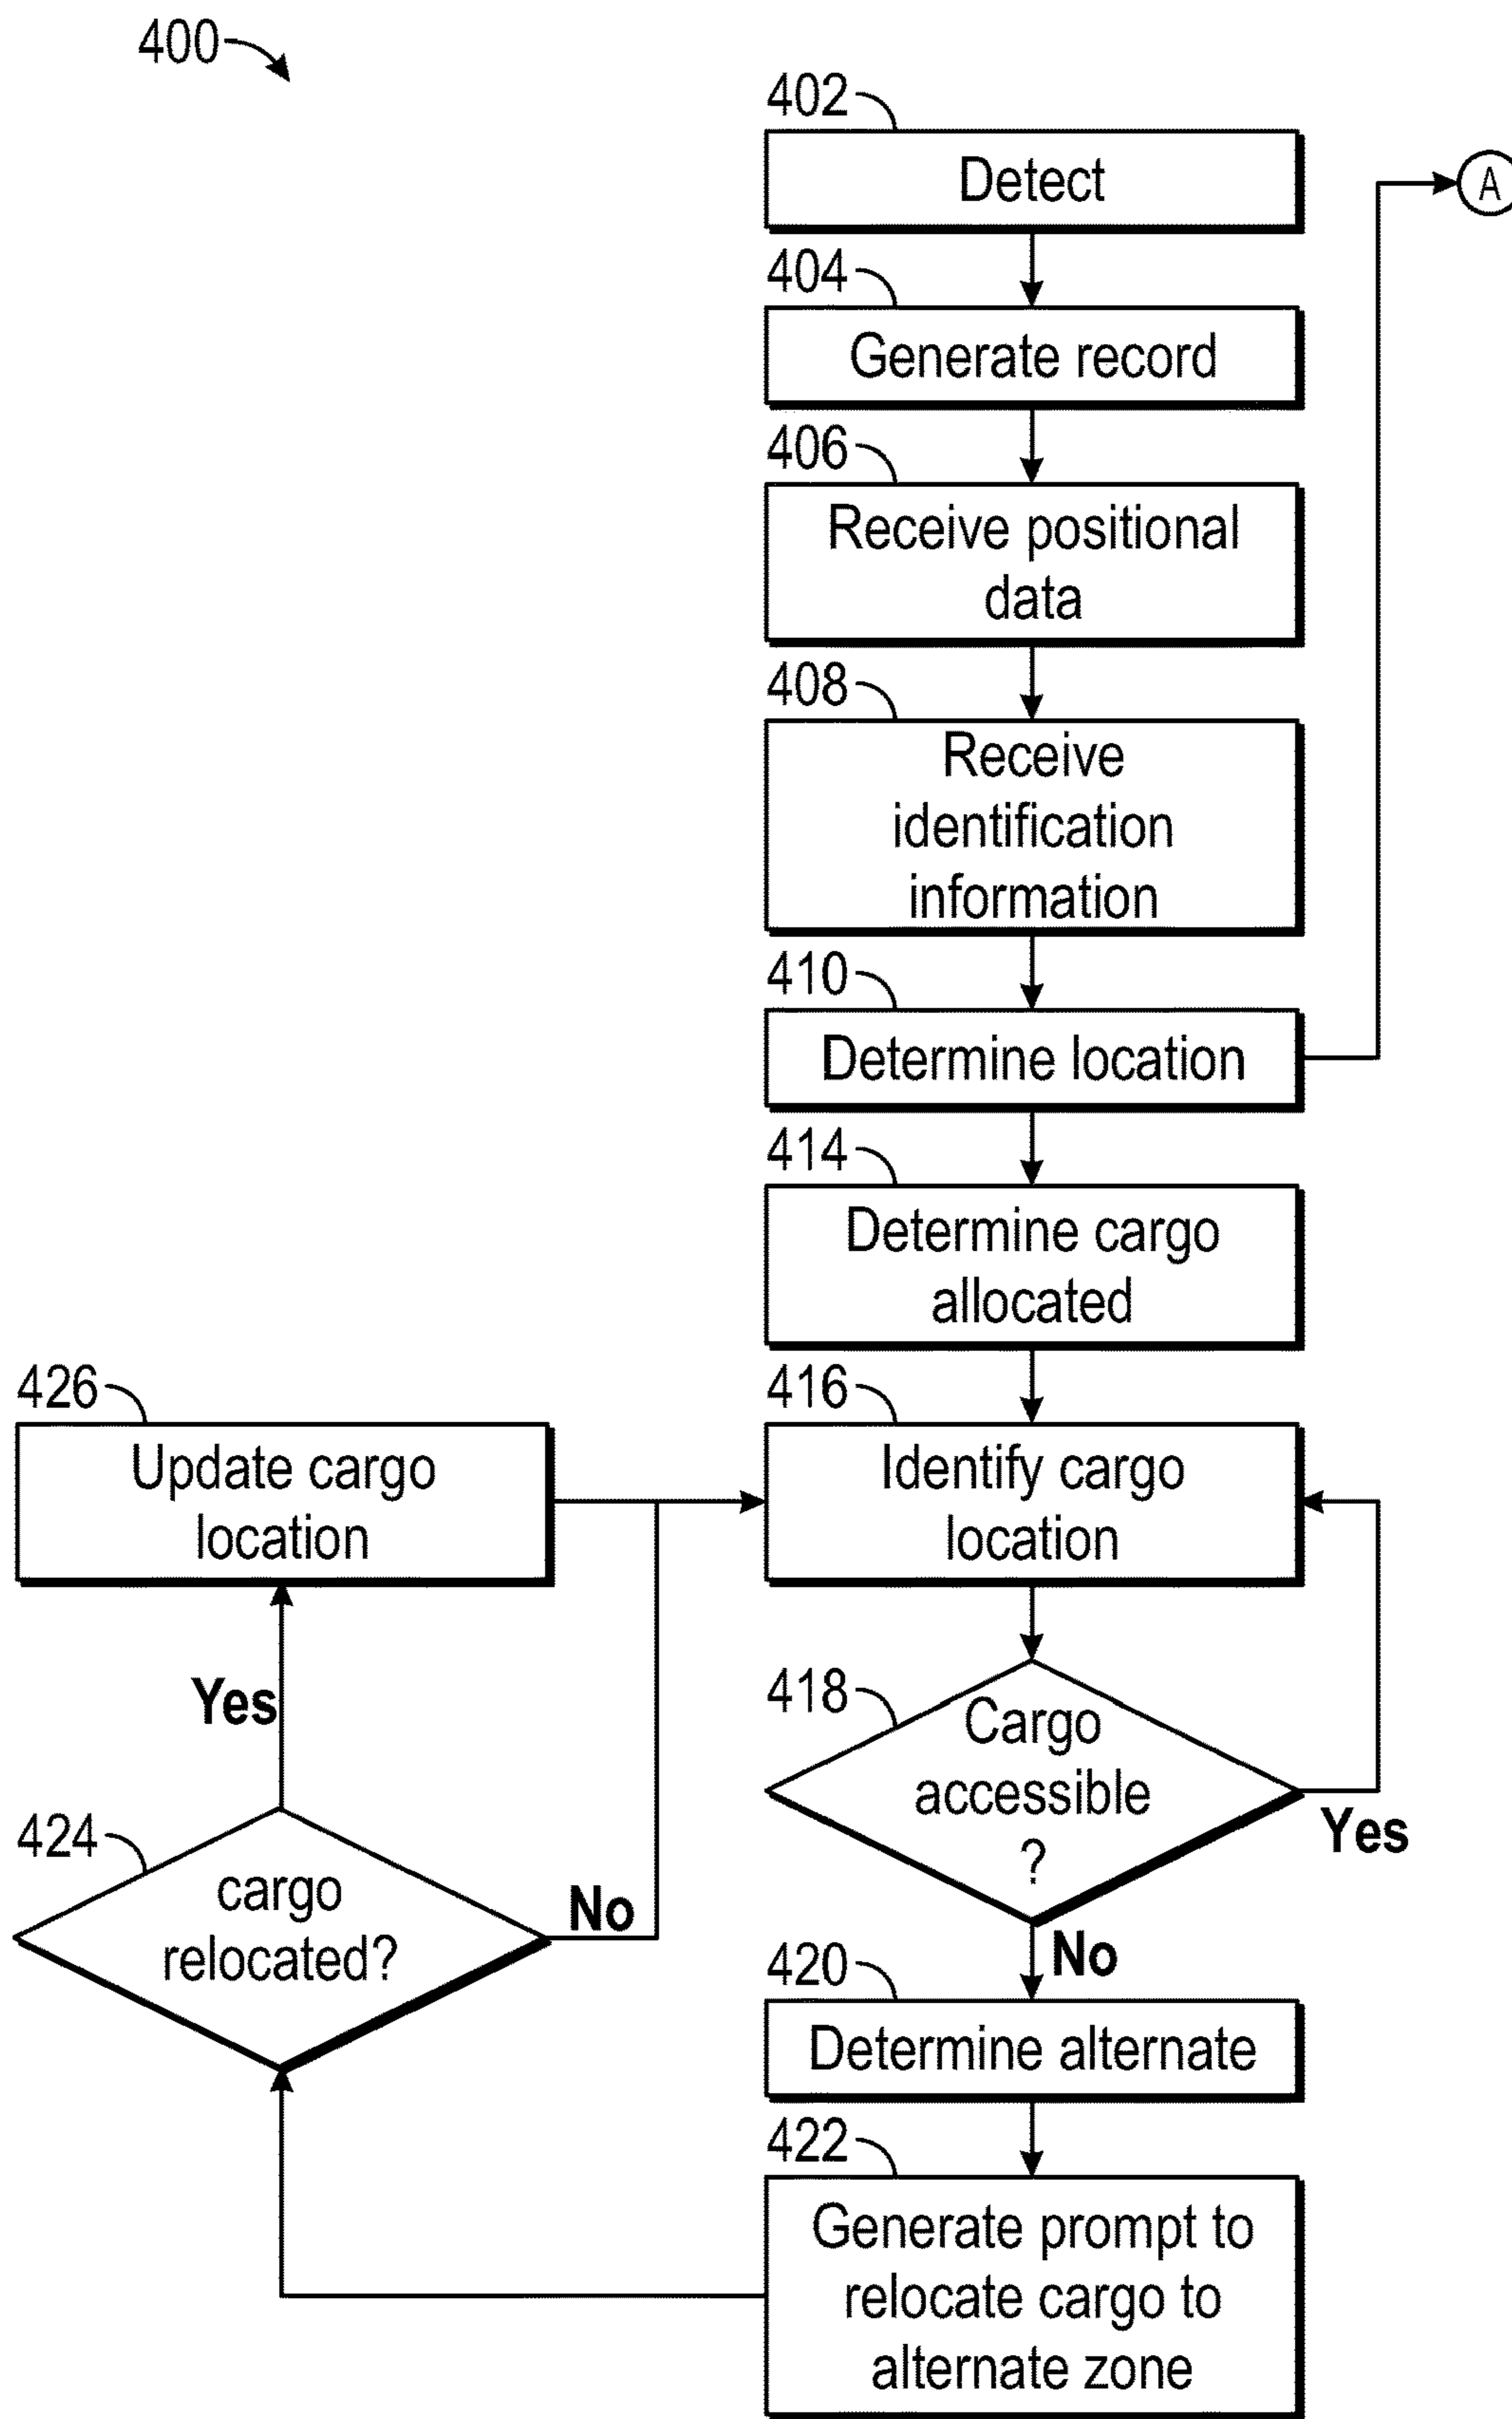 400
402
Detect
A
404
Generate record
406
Receive positional
data
408
Receive
identification
information
410
Determine location
414
Determine cargo
allocated
426
Update cargo
location
416
Identify cargo
location
Yes
418
Cargo
accessible
?
Yes
424
cargo
relocated?
No
No
420
Determine alternate
422
Generate prompt to
relocate cargo to
alternate zone